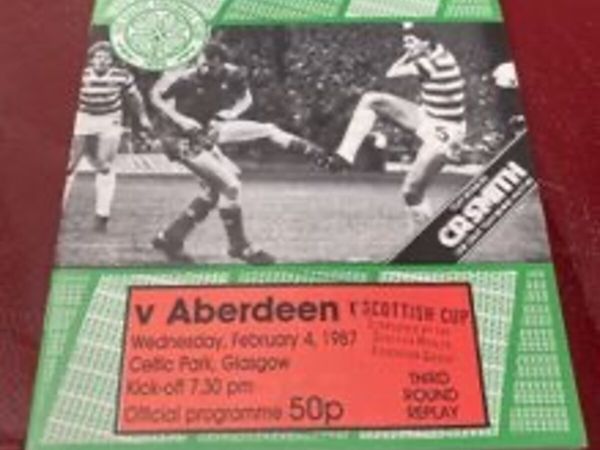 CR SMITH
v Aberdeen
SCOTTISH CUP
Wednesday, February 4, 1987
Celtic Park, Glasgow
Kick-off 7.30 pm
Official programme 50p
THIRD
ROUND
REPLAY